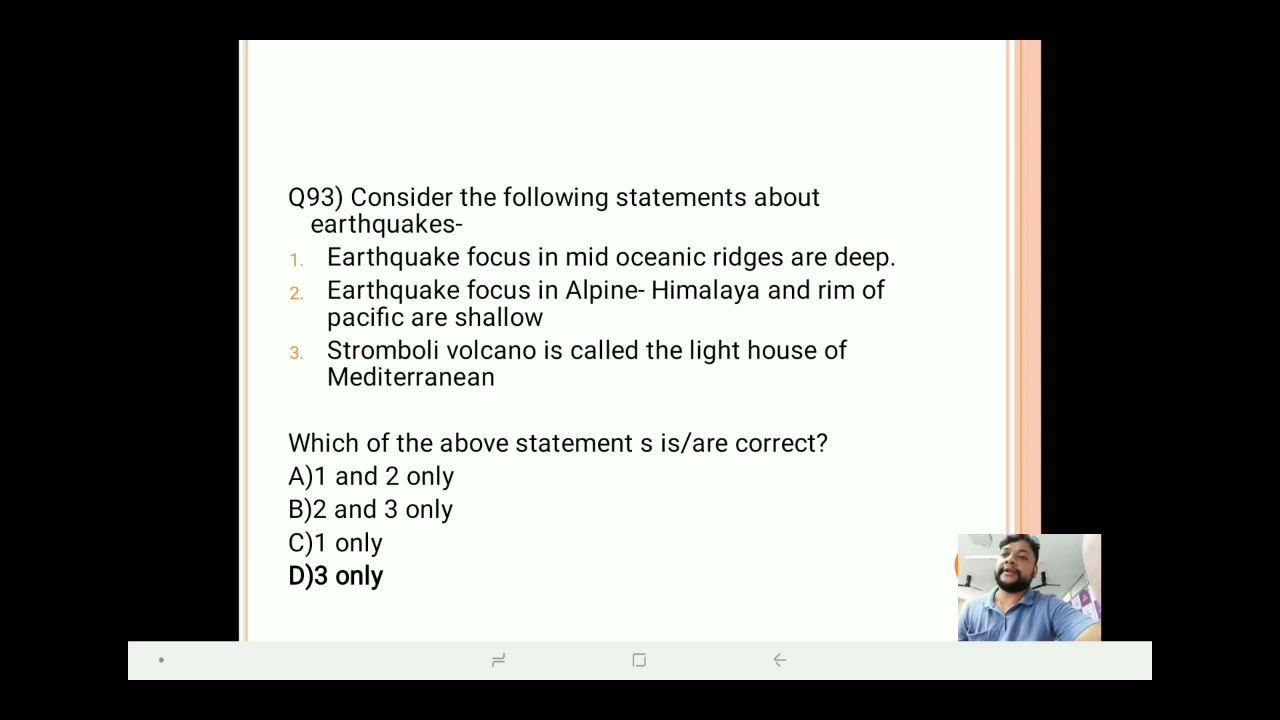 Q93) Consider the following statements about
earthquakes-
1. Earthquake focus in mid oceanic ridges are deep.
2. Earthquake focus in Alpine- Himalaya and rim of
pacific are shallow
3. Stromboli volcano is called the light house of
Mediterranean
Which of the above statement s is/are correct?
A)1 and 2 only
B)2 and 3 only
C)1 only
D)3 only